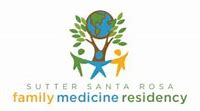 SUTTER SANTA ROSA
family medicine residency